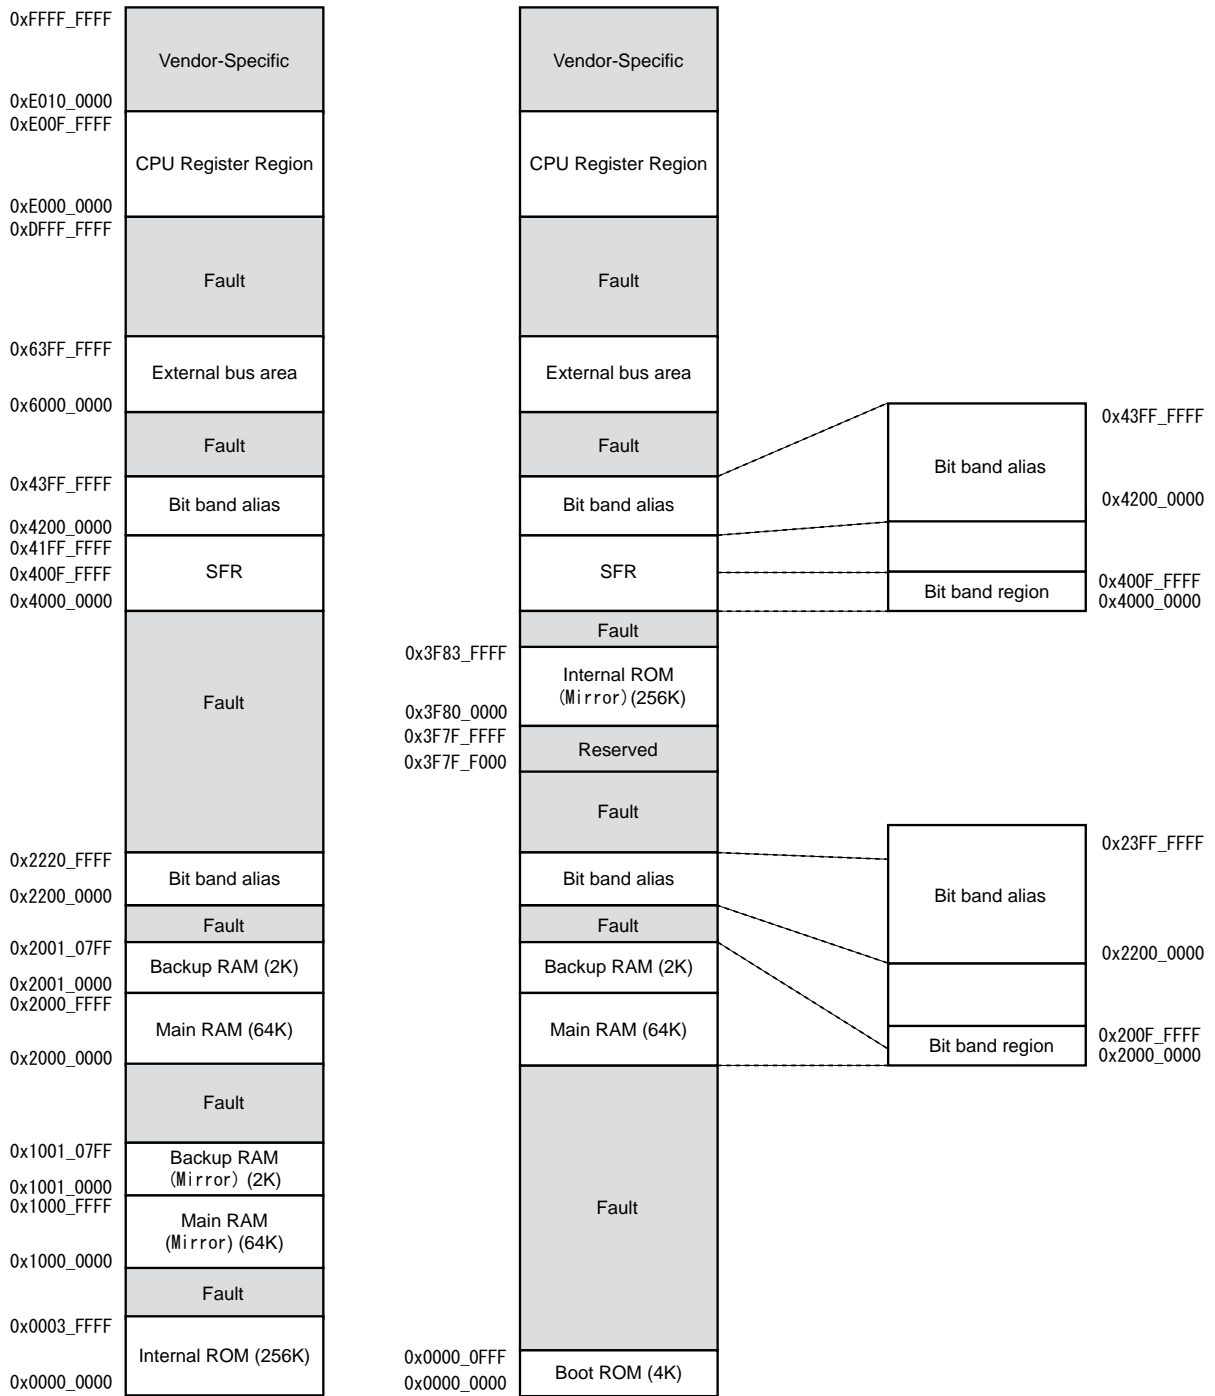 0xFFFF_FFFF
Vendor-Specific
0xE010_0000
0xE00F_FFFF
CPU Register Region
0xE000_0000
0xDFFF_FFFF
Fault
0x63FF_FFFF
External bus area
0x6000_0000
Fault
0x43FF_FFFF
Bit band alias
0x4200_0000
0x41FF_FFFF
SFR
0x400F_FFFF
0x4000_0000
Fault
0x2220_FFFF
Bit band alias
0x2200_0000
Fault
0x2001_07FF
Backup RAM (2K)
0x2001_0000
0x2000_FFFF
Main RAM (64K)
0x2000_0000
Fault
0x1001_07FF
Backup RAM
(Mirror) (2K)
0x1001_0000
0x1000_FFFF
Main RAM
(Mirror) (64K)
0x1000_0000
Fault
0x0003_FFFF
Internal ROM (256K)
0x0000_0000
Vendor-Specific
CPU Register Region
Fault
External bus area
Fault
Bit band alias
SFR
Fault
0x3F83_FFFF
Internal ROM
(Mirror) (256K)
0x3F80_0000
0x3F7F_FFFF
Reserved
0x3F7F_F000
Fault
Bit band alias
Fault
Backup RAM (2K)
Main RAM (64K)
Fault
0x0000_0FFF
Boot ROM (4K)
0x0000_0000
0x43FF_FFFF
Bit band alias
0x4200_0000
0x400F_FFFF
Bit band region
0x4000_0000
0x23FF_FFFF
Bit band alias
0x2200_0000
0x200F_FFFF
Bit band region
0x2000_0000